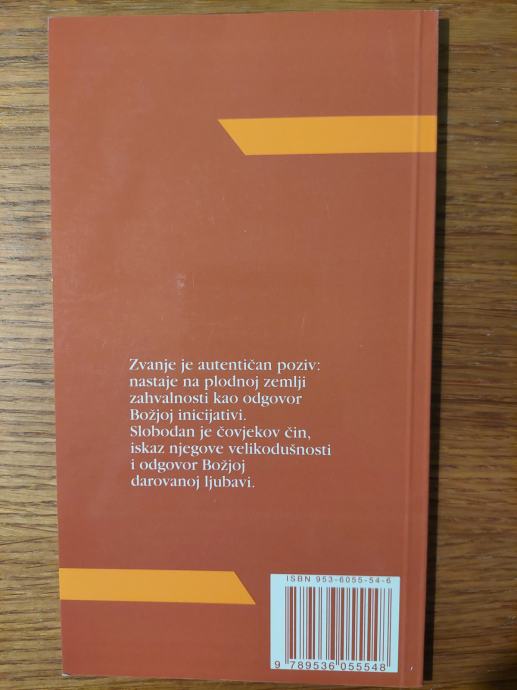 Zvanje je autentičan poziv:
nastaje na plodnoj zemlji
zahvalnosti kao odgovor
Božjoj inicijativi.
Slobodan je čovjekov čin,
iskaz njegove velikodušnosti
i odgovor Božjoj
darovanoj ljubavi.
ISBN 953-6055-54-6
9 789536 055548